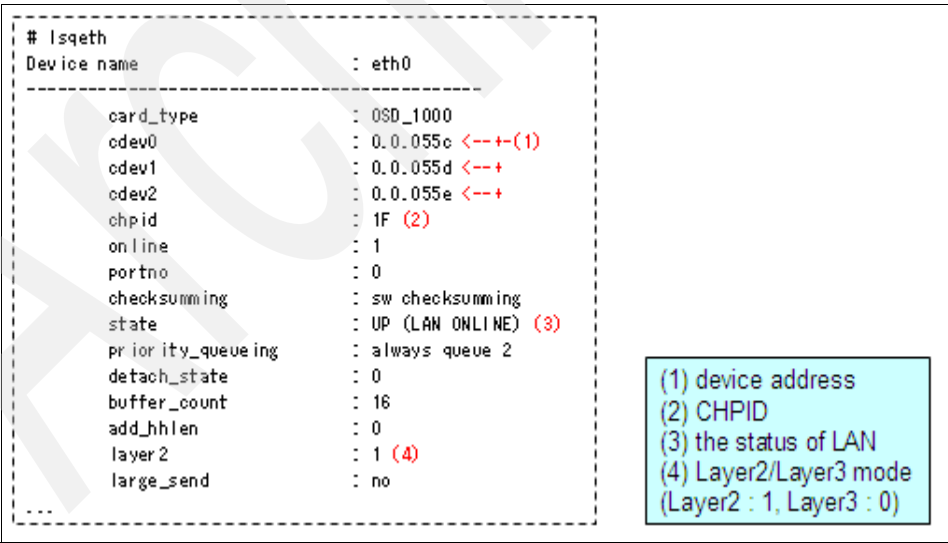 # lsqeth
Device name : eth0
---------------------------------------------
card_type : OSD_1000
cdev0 : 0.0.055c <--+-(1)
cdev1 : 0.0.055d <--+
cdev2 : 0.0.055e <--+
chpid : 1F (2)
online : 1
portno : 0
checksumming : sw checksumming
state : UP (LAN ONLINE) (3)
priority_queueing : always queue 2
detach_state : 0
buffer_count : 16
add_hhlen : 0
layer2 : 1 (4)
large_send : no
...
(1) device address
(2) CHPID
(3) the status of LAN
(4) Layer2/Layer3 mode
(Layer2 : 1, Layer3 : 0)